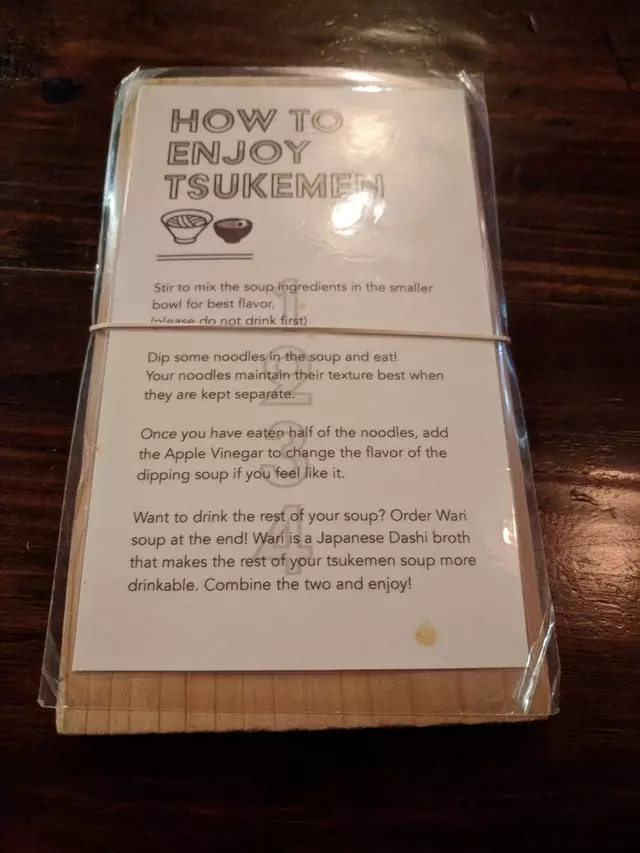 HOW TO
ENJOY
TSUKEMEN
1
Stir to mix the soup ingredients in the smaller
bowl for best flavor.
(please do not drink first)
2
Dip some noodles in the soup and eat!
Your noodles maintain their texture best when
they are kept separate.
3
Once you have eaten half of the noodles, add
the Apple Vinegar to change the flavor of the
dipping soup if you feel like it.
4
Want to drink the rest of your soup? Order Wari
soup at the end! Wari is a Japanese Dashi broth
that makes the rest of your tsukemen soup more
drinkable. Combine the two and enjoy!